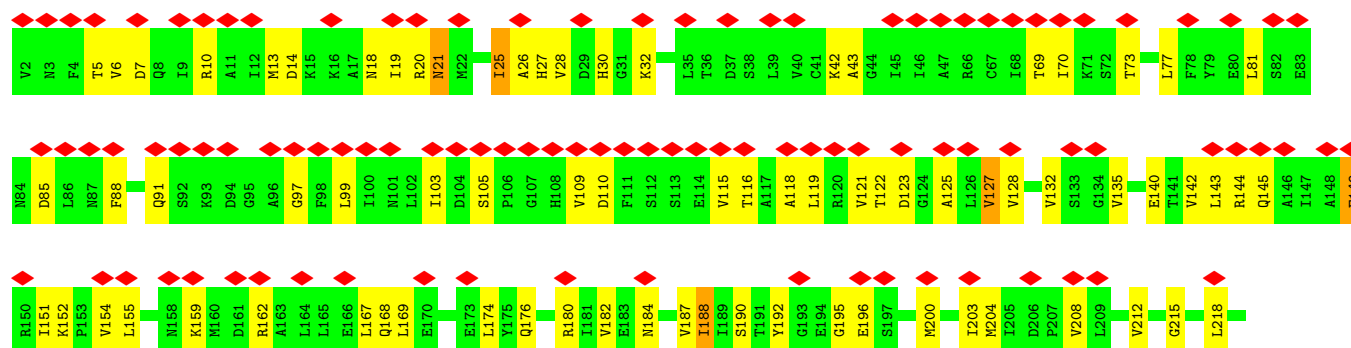 V2 N3 F4 T5 V6 D7 Q8 I9 R10 A11 I12 M13 D14 K15 K16 A17 N18 I19 R20 N21 M22 I25 A26 H27 V28 D29 H30 G31 K32 L35 T36 D37 S38 L39 V40 C41 K42 A43 G44 I45 I46 A47 R66 C67 I68 T69 I70 K71 S72 T73 L77 F78 Y79 E80 L81 S82 E83
N84 D85 L86 N87 F88 Q91 S92 K93 D94 G95 A96 G97 F98 L99 I100 N101 L102 I103 D104 S105 P106 G107 H108 V109 D110 F111 S112 S113 E114 V115 T116 A117 A118 L119 R120 V121 T122 D123 G124 A125 L126 V127 V128 V132 S133 G134 V135 E140 T141 V142 L143 R144 Q145 A146 I147 A148
R150 I151 K152 P153 V154 L155 N158 K159 M160 D161 R162 A163 L164 L165 E166 L167 Q168 L169 E170 E173 L174 Y175 Q176 R180 I181 V182 E183 N184 V187 I188 I189 S190 T191 Y192 G193 E194 G195 E196 S197 M200 I203 M204 I205 D206 P207 V208 L209 V212 G215 L218